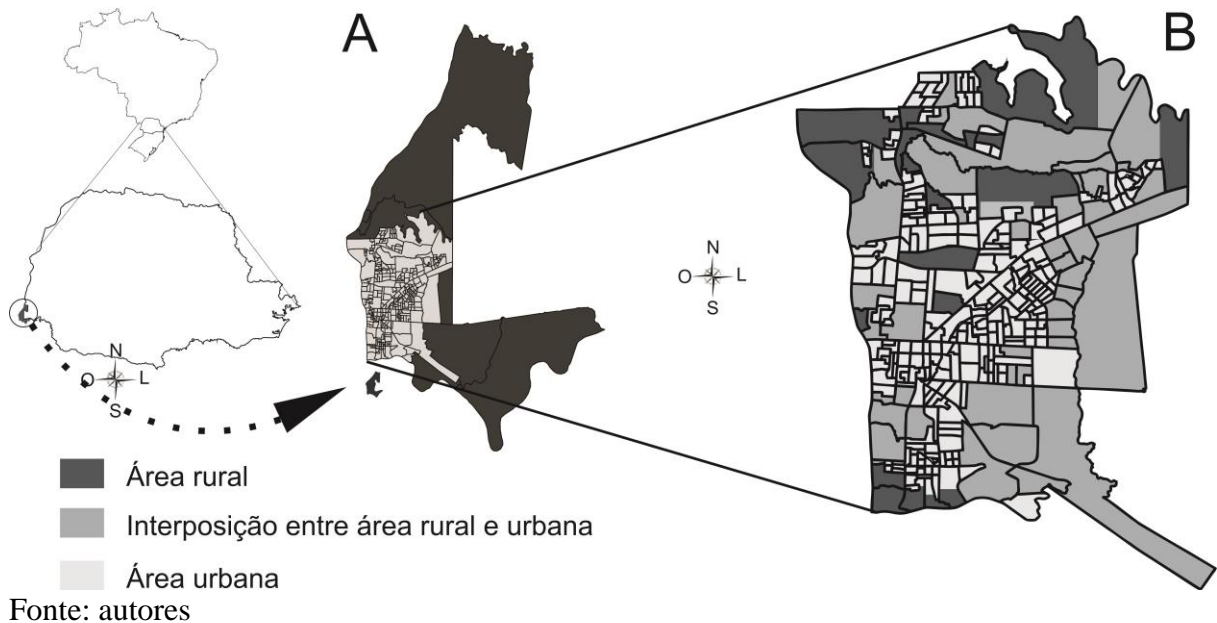 A
B
N
O
L
S
N
O
L
S
Área rural
Interposição entre área rural e urbana
Área urbana
Fonte: autores